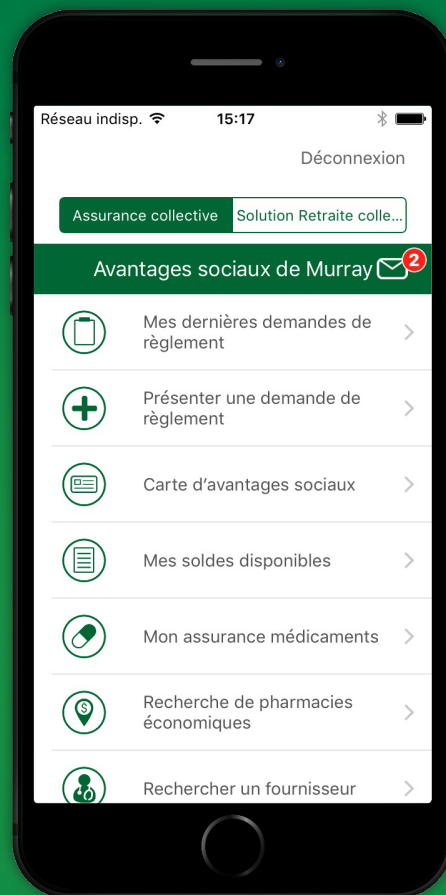 Réseau indisp. 15:17
Déconnexion
Assurance collective Solution Retraite colle...
Avantages sociaux de Murray 2
Mes dernières demandes de
règlement
Présenter une demande de
règlement
Carte d’avantages sociaux
Mes soldes disponibles
Mon assurance médicaments
$
Recherche de pharmacies
économiques
Rechercher un fournisseur